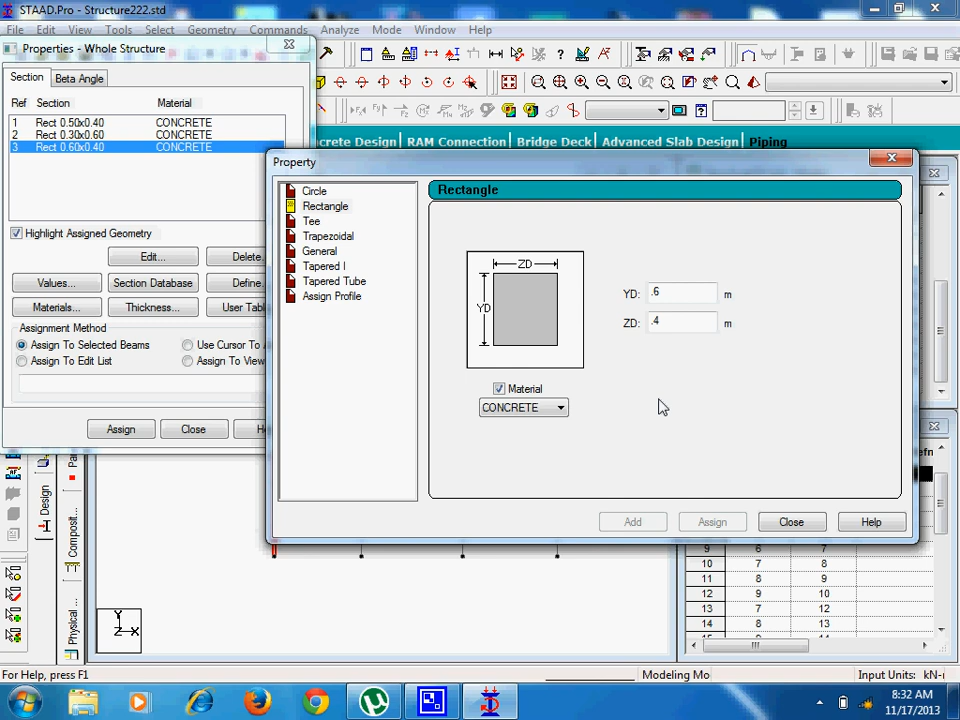 STAAD.Pro - Structure222.std
File Edit View Tools Select Geometry Commands Analyze Mode Window Help
Properties - Whole Structure
Section Beta Angle
Ref Section Material
1 Rect 0.50x0.40 CONCRETE
2 Rect 0.30x0.60 CONCRETE
3 Rect 0.60x0.40 CONCRETE
Highlight Assigned Geometry
Edit... Delete.
Values... Section Database Define.
Materials... Thickness... User Tabl
Assignment Method
Assign To Selected Beams Use Cursor To
Assign To Edit List Assign To View
Assign Close He
ncrete Design RAM Connection Bridge Deck Advanced Slab Design Piping
Property
Circle
Rectangle
Tee
Trapezoidal
General
Tapered I
Tapered Tube
Assign Profile
Rectangle
ZD
YD
YD: .6 m
ZD: .4 m
Material
CONCRETE
Add Assign Close Help
Design
Composit...
Physical ...
Y
Z X
9 6 7
10 7 8
11 8 9
12 9 10
13 7 12
14 8 13
For Help, press F1
Modeling Mo
Input Units: kN-
8:32 AM
11/17/2013